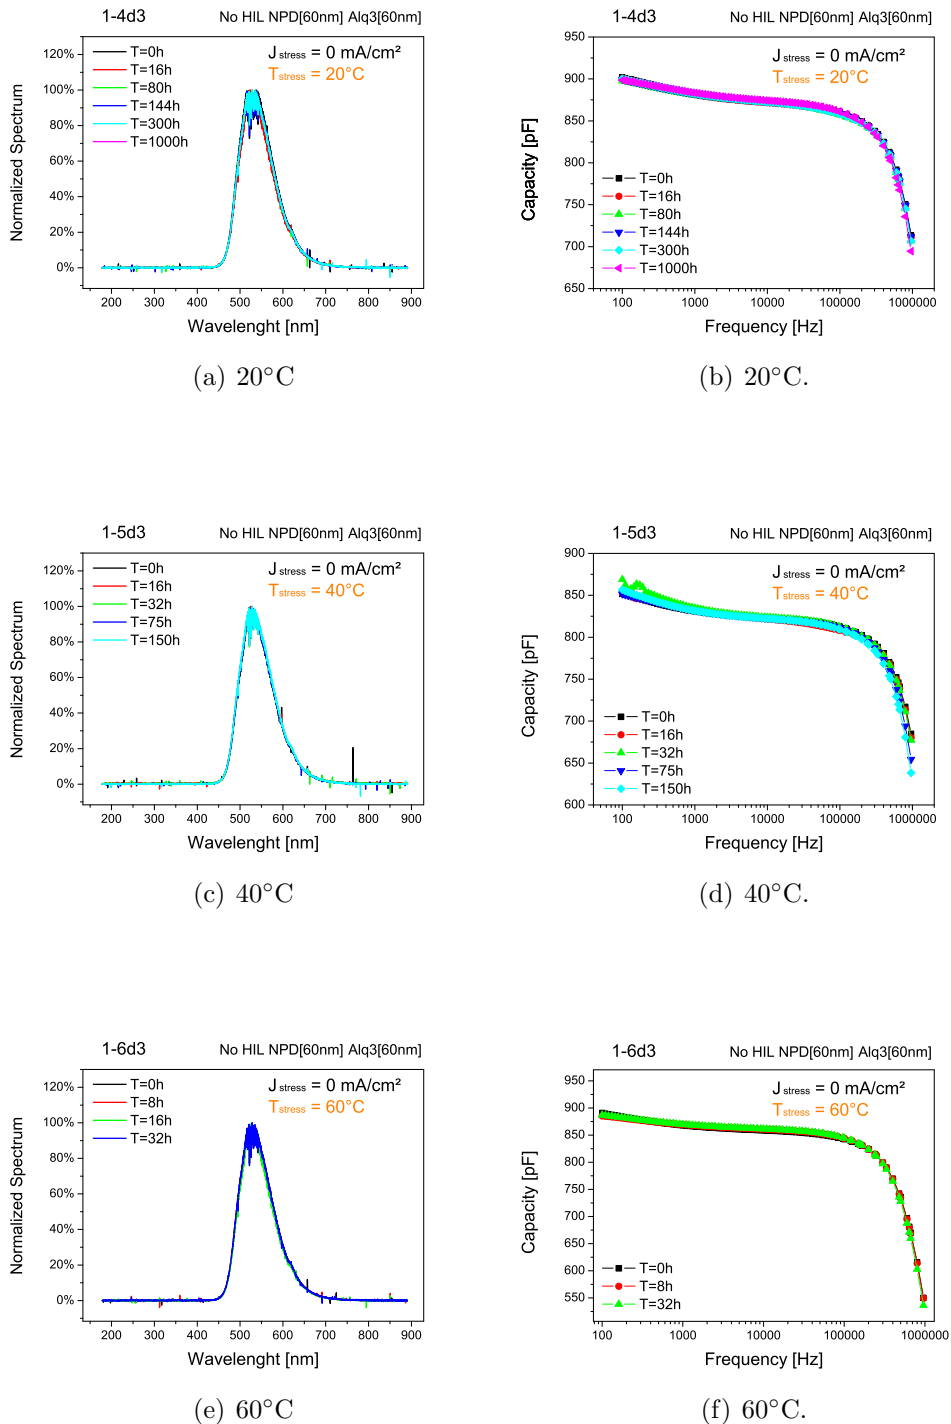 1-4d3 No HIL NPD[60nm] Alq3[60nm]
J stress = 0 mA/cm²
T stress = 20°C
T=0h
T=16h
T=80h
T=144h
T=300h
T=1000h
Normalized Spectrum
120%
100%
80%
60%
40%
20%
0%
200 300 400 500 600 700 800 900
Wavelenght [nm]
(a) 20°C
1-4d3 No HIL NPD[60nm] Alq3[60nm]
J stress = 0 mA/cm²
T stress = 20°C
Capacity [pF]
950
900
850
800
750
700
650
T=0h
T=16h
T=80h
T=144h
T=300h
T=1000h
100 1000 10000 100000 1000000
Frequency [Hz]
(b) 20°C.
1-5d3 No HIL NPD[60nm] Alq3[60nm]
J stress = 0 mA/cm²
T stress = 40°C
T=0h
T=16h
T=32h
T=75h
T=150h
Normalized Spectrum
120%
100%
80%
60%
40%
20%
0%
200 300 400 500 600 700 800 900
Wavelenght [nm]
(c) 40°C
1-5d3 No HIL NPD[60nm] Alq3[60nm]
J stress = 0 mA/cm²
T stress = 40°C
Capacity [pF]
900
850
800
750
700
650
600
T=0h
T=16h
T=32h
T=75h
T=150h
100 1000 10000 100000 1000000
Frequency [Hz]
(d) 40°C.
1-6d3 No HIL NPD[60nm] Alq3[60nm]
J stress = 0 mA/cm²
T stress = 60°C
T=0h
T=8h
T=16h
T=32h
Normalized Spectrum
120%
100%
80%
60%
40%
20%
0%
200 300 400 500 600 700 800 900
Wavelenght [nm]
(e) 60°C
1-6d3 No HIL NPD[60nm] Alq3[60nm]
J stress = 0 mA/cm²
T stress = 60°C
Capacity [pF]
950
900
850
800
750
700
650
600
550
T=0h
T=8h
T=32h
100 1000 10000 100000 1000000
Frequency [Hz]
(f) 60°C.